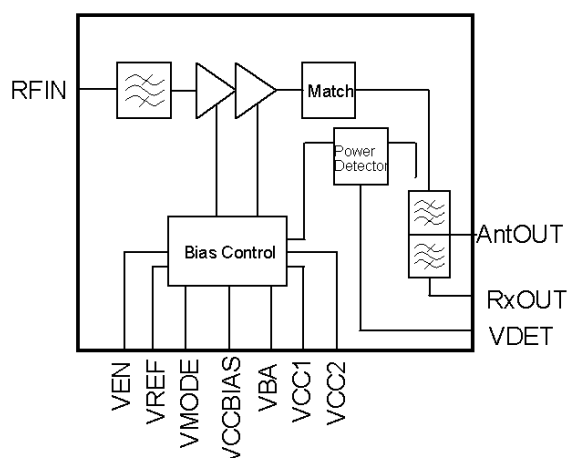 RFIN
Match
Power
Detector
Bias Control
AntOUT
RxOUT
VDET
VEN
VREF
VMODE
VCCBIAS
VBA
VCC1
VCC2